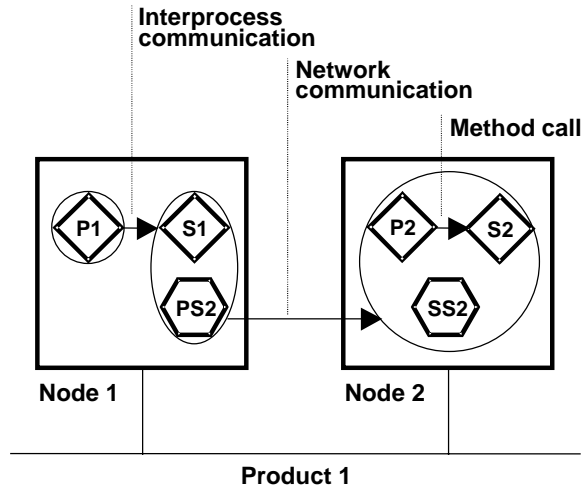 Interprocess
communication
Network
communication
Method call
P1
S1
P2
S2
PS2
SS2
Node 1
Node 2
Product 1